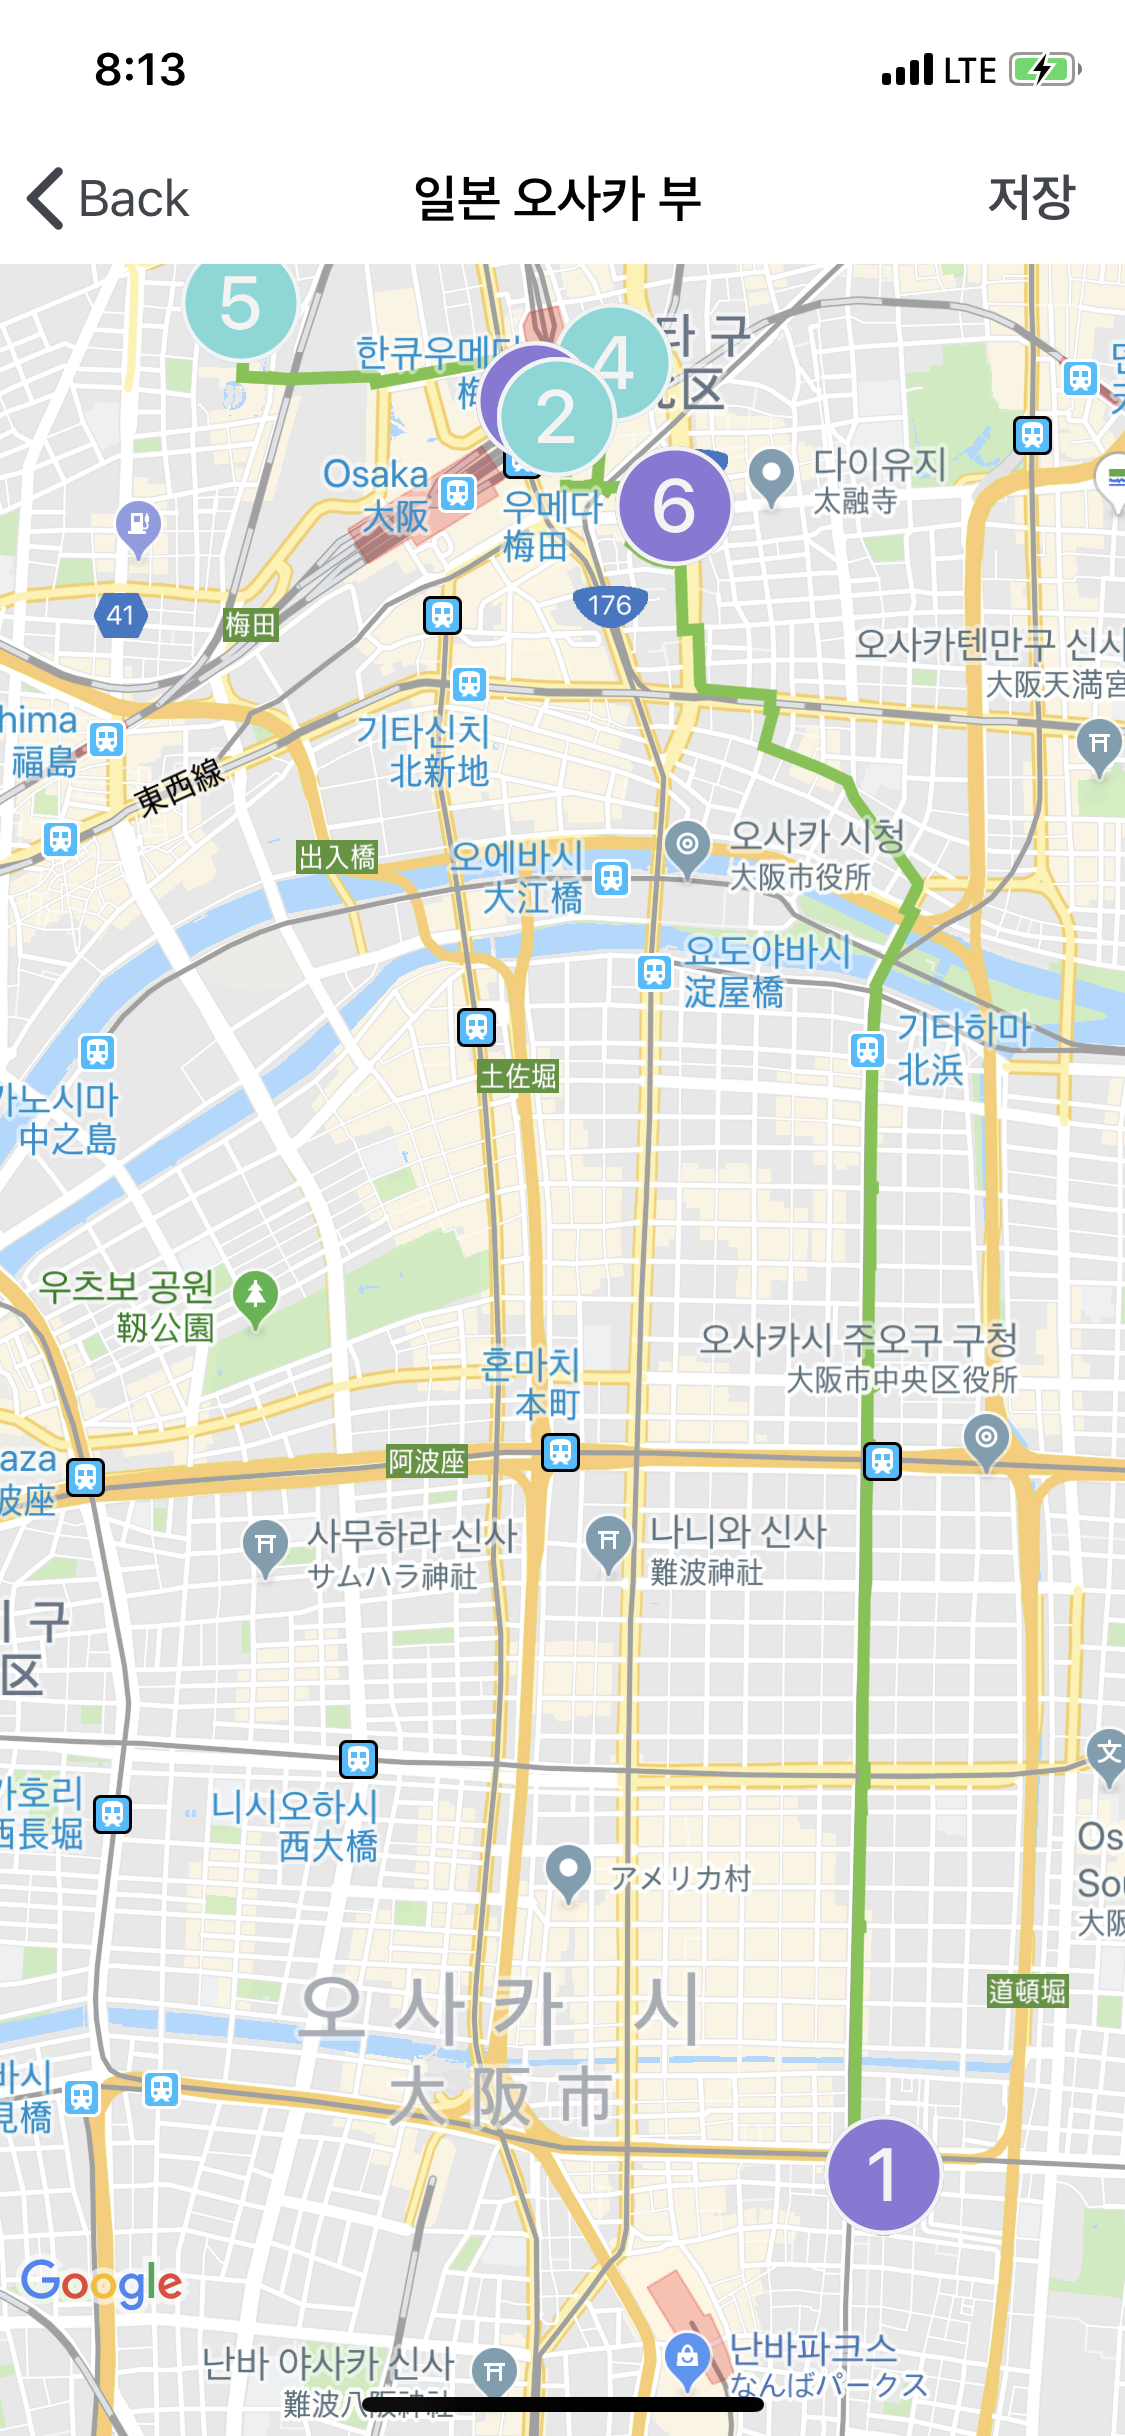 8:13
LTE
Back
일본 오사카 부
저장
5
한큐우메다
梅
4
타 구
区
2
Osaka
大阪
우메다
梅田
6
다이유지
太融寺
41
梅田
176
오사카텐만구 신사
大阪天満宮
hima
福島
東西線
기타신치
北新地
出入橋
오에바시
大江橋
오사카 시청
大阪市役所
요도야바시
淀屋橋
기타하마
北浜
카노시마
中之島
土佐堀
우츠보 공원
靱公園
혼마치
本町
오사카시 주오구 구청
大阪市中央区役所
aza
波座
阿波座
사무하라 신사
サムハラ神社
나니와 신사
難波神社
구
区
文
가호리
西長堀
니시오하시
西大橋
アメリカ村
Os
Sou
大阪
道頓堀
오사카 시
大阪市
바시
見橋
1
Google
난바 야사카 신사
難波八阪神社
난바파크스
なんばパークス